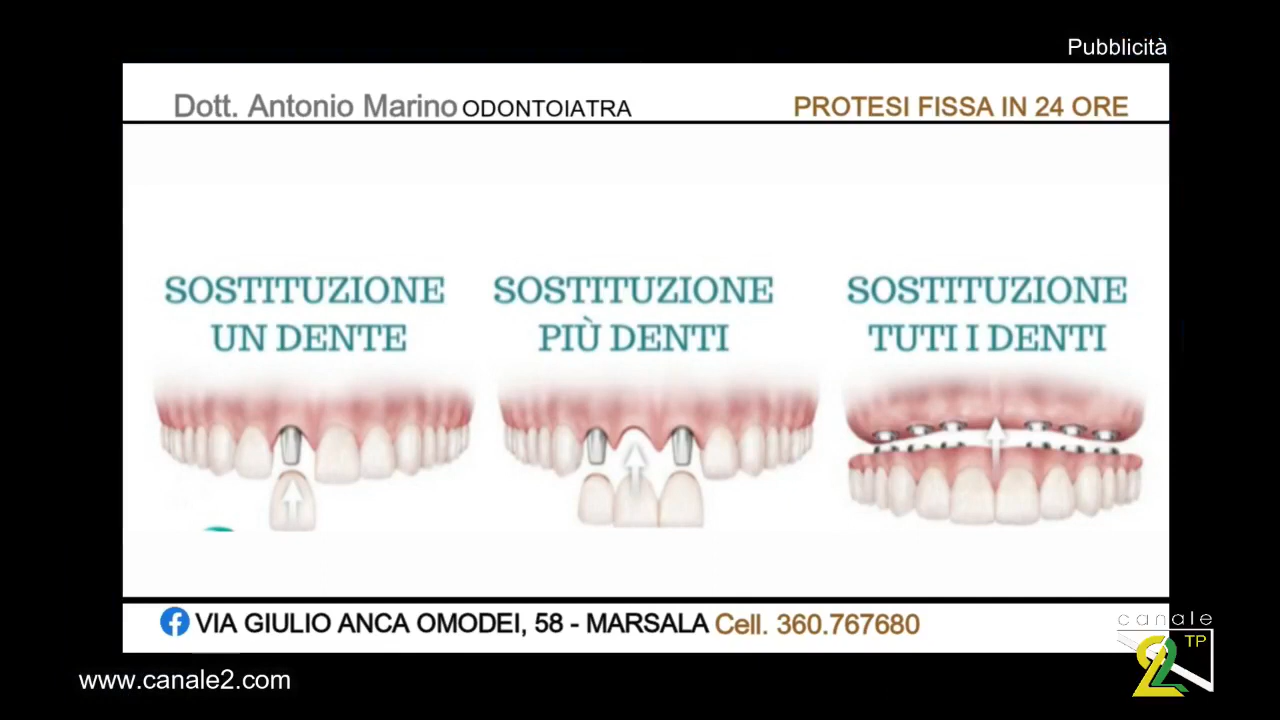 Pubblicità
Dott. Antonio Marino ODONTOIATRA
PROTESI FISSA IN 24 ORE
SOSTITUZIONE
UN DENTE
SOSTITUZIONE
PIÙ DENTI
SOSTITUZIONE
TUTI I DENTI
VIA GIULIO ANCA OMODEI, 58 - MARSALA Cell. 360.767680
canale
2 TP
www.canale2.com